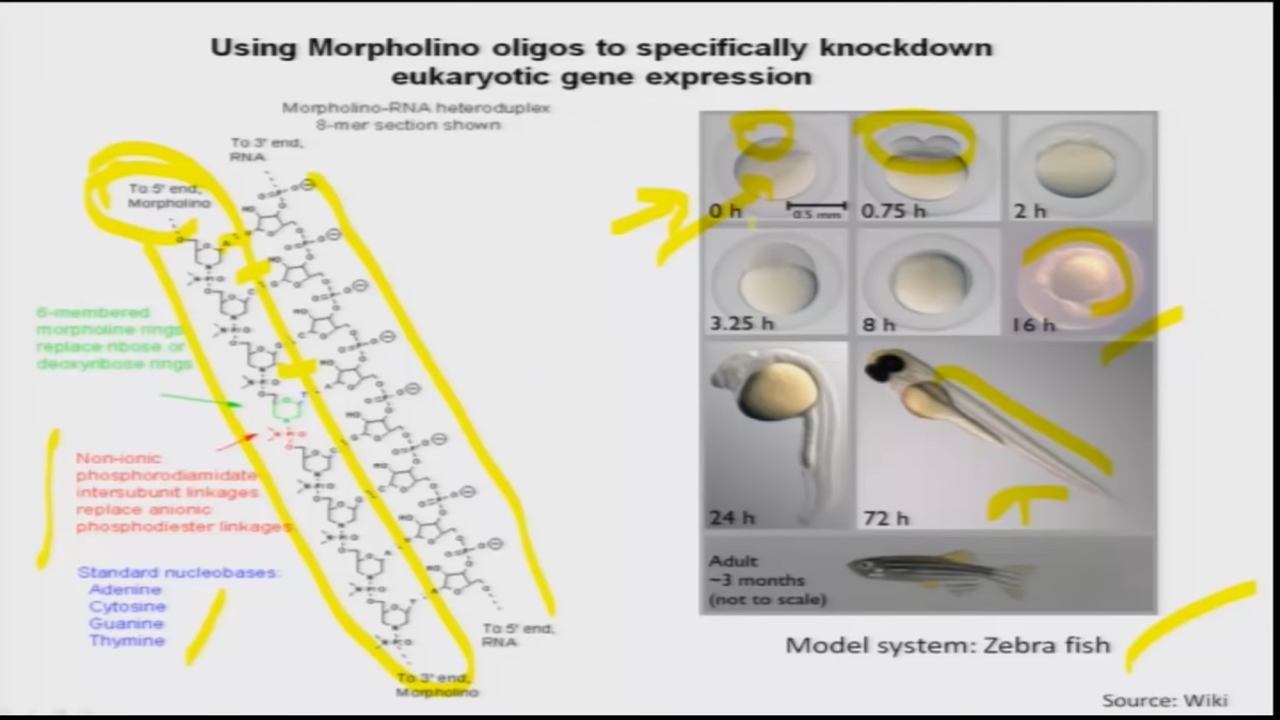 Using Morpholino oligos to specifically knockdown
eukaryotic gene expression
Morpholino-RNA heteroduplex
8-mer section shown
To 3' end,
RNA
To 5' end,
Morpholino
6-membered
morpholine rings
replace ribose or
deoxyribose rings
Non-ionic
phosphorodiamidate
intersubunit linkages
replace anionic
phosphodiester linkages
Standard nucleobases:
Adenine
Cytosine
Guanine
Thymine
To 5' end,
RNA
To 3' end,
Morpholino
0 h
0.5 mm
0.75 h
2 h
3.25 h
8 h
16 h
24 h
72 h
Adult
~3 months
(not to scale)
Model system: Zebra fish
Source: Wiki